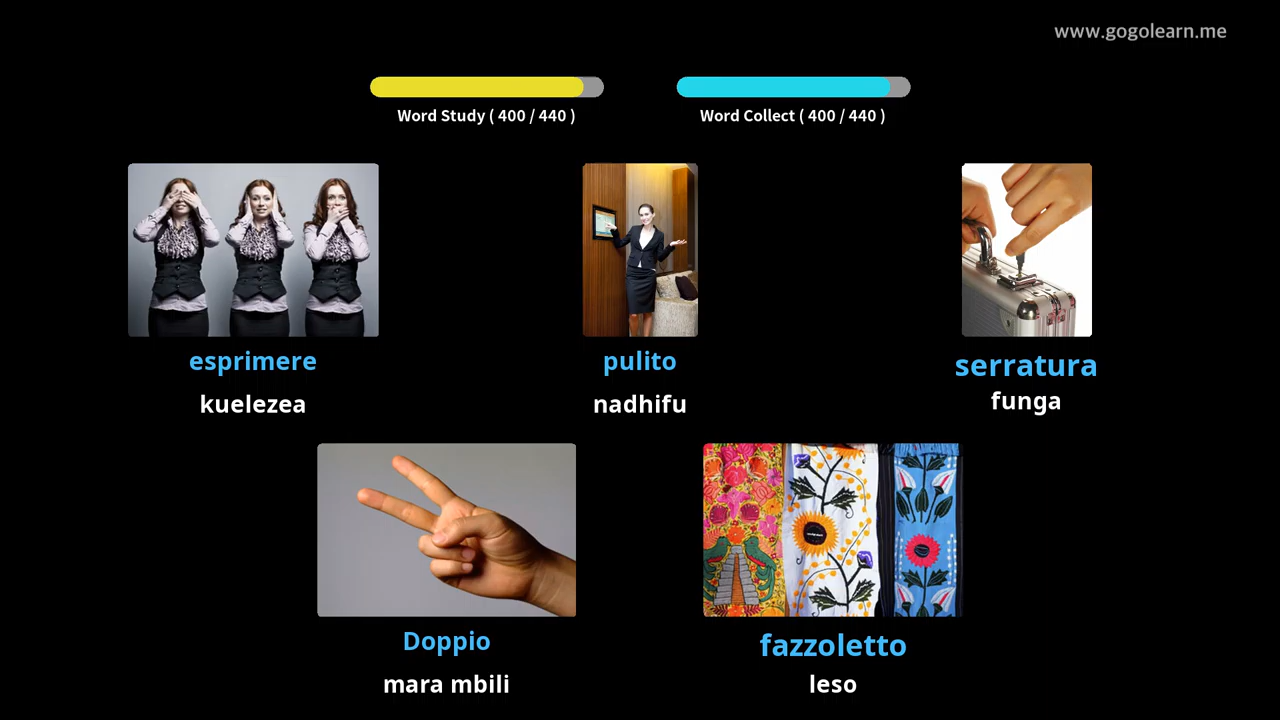 www.gogolearn.me
Word Study ( 400 / 440 )
Word Collect ( 400 / 440 )
esprimere
kuelezea
pulito
nadhifu
serratura
funga
Doppio
mara mbili
fazzoletto
leso